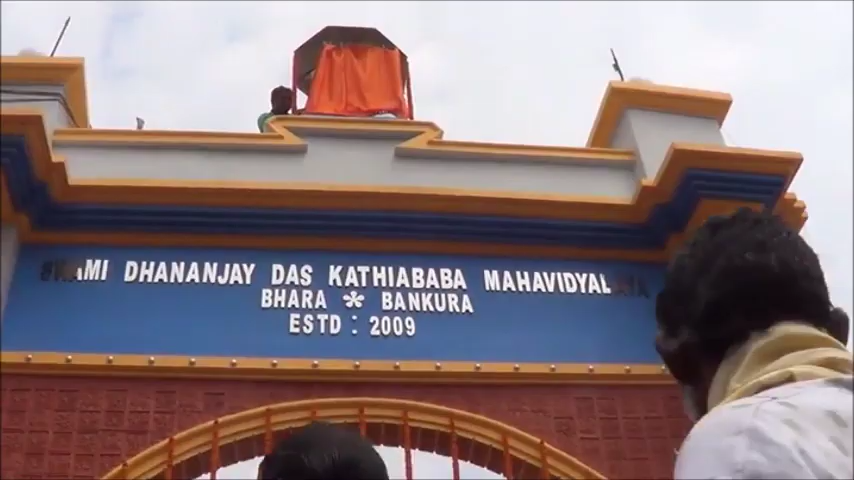 SWAMI DHANANJAY DAS KATHIABABA MAHAVIDYALAYA
BHARA * BANKURA
ESTD : 2009